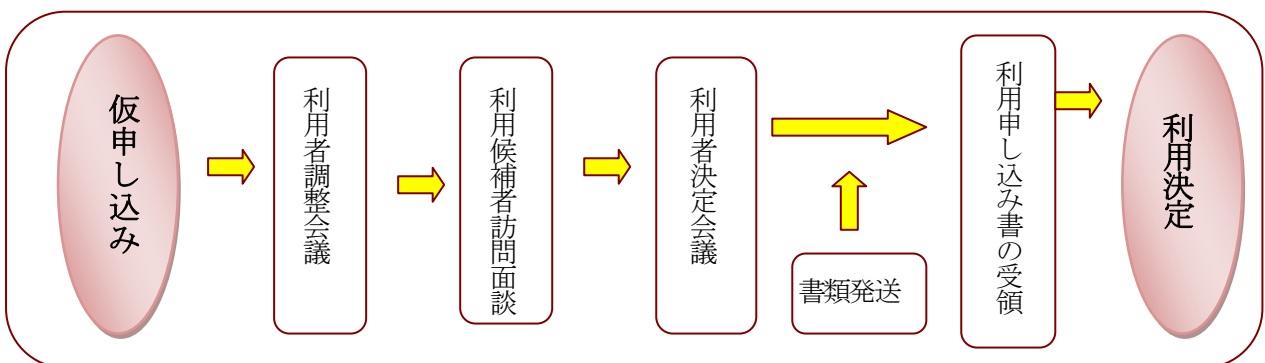 仮申し込み
利用者調整会議
利用候補者訪問面談
利用者決定会議
書類発送
利用申し込み書の受領
利用決定